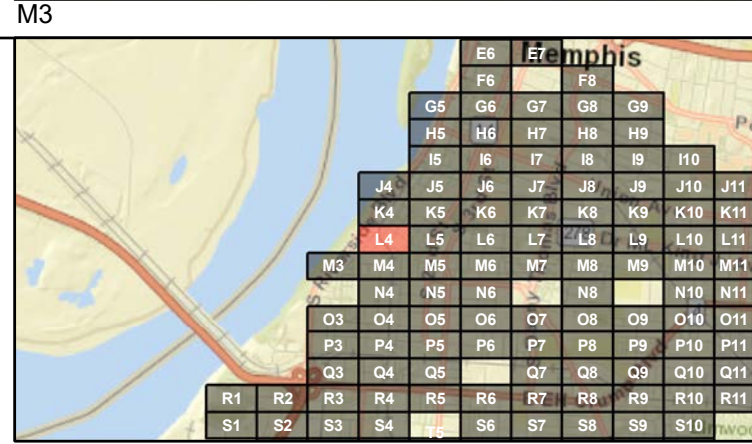 M3
Memphis
E6 E7
F6 F8
G5 G6 G7 G8 G9
H5 H6 H7 H8 H9
I5 I6 I7 I8 I9 I10
J4 J5 J6 J7 J8 J9 J10 J11
K4 K5 K6 K7 K8 K9 K10 K11
L4 L5 L6 L7 L8 L9 L10 L11
M3 M4 M5 M6 M7 M8 M9 M10 M11
N4 N5 N6 N8 N10 N11
O3 O4 O5 O6 O7 O8 O9 O10 O11
P3 P4 P5 P6 P7 P8 P9 P10 P11
Q3 Q4 Q5 Q7 Q8 Q9 Q10 Q11
R1 R2 R3 R4 R5 R6 R7 R8 R9 R10 R11
S1 S2 S3 S4 T5 S6 S7 S8 S9 S10